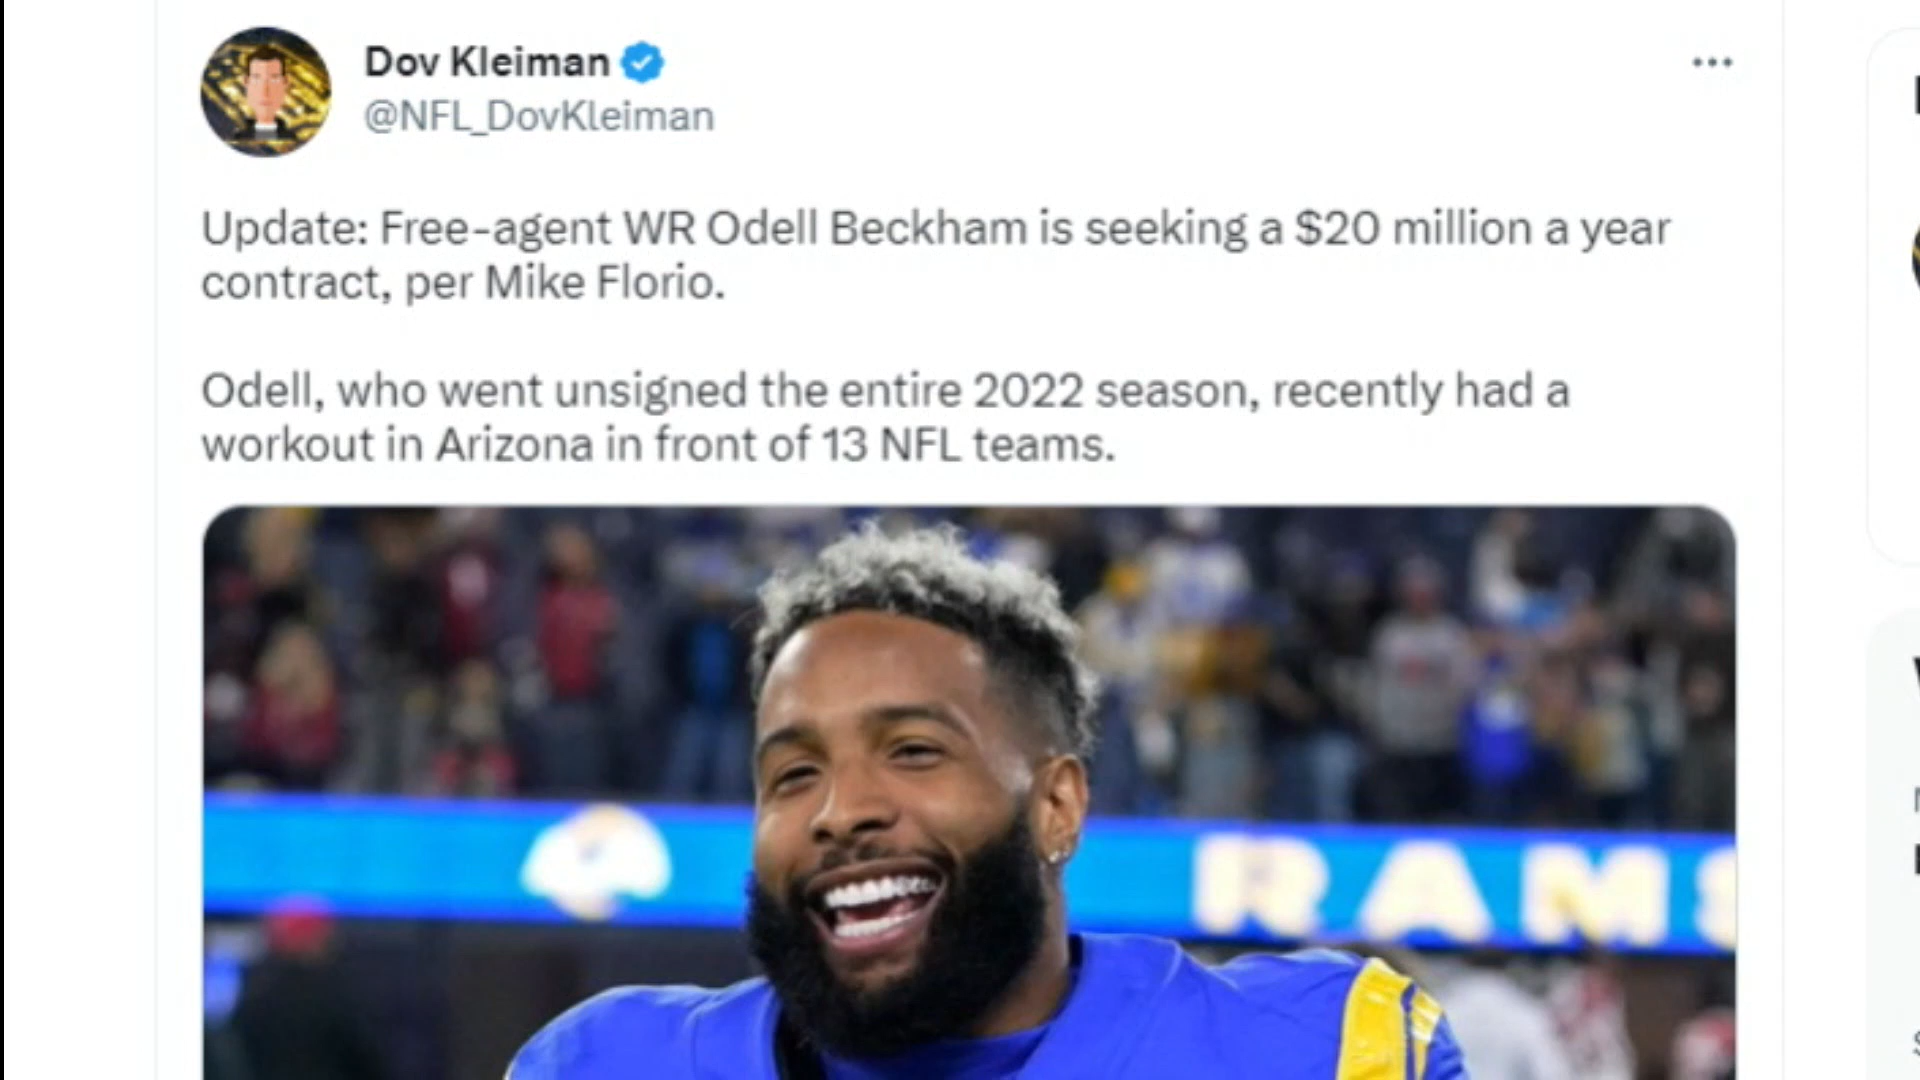 Dov Kleiman
@NFL_DovKleiman
Update: Free-agent WR Odell Beckham is seeking a $20 million a year
contract, per Mike Florio.
Odell, who went unsigned the entire 2022 season, recently had a
workout in Arizona in front of 13 NFL teams.
RAMS